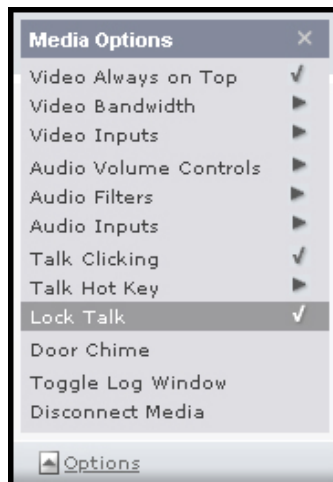 Media Options
Video Always on Top
Video Bandwidth
Video Inputs
Audio Volume Controls
Audio Filters
Audio Inputs
Talk Clicking
Talk Hot Key
Lock Talk
Door Chime
Toggle Log Window
Disconnect Media
Options